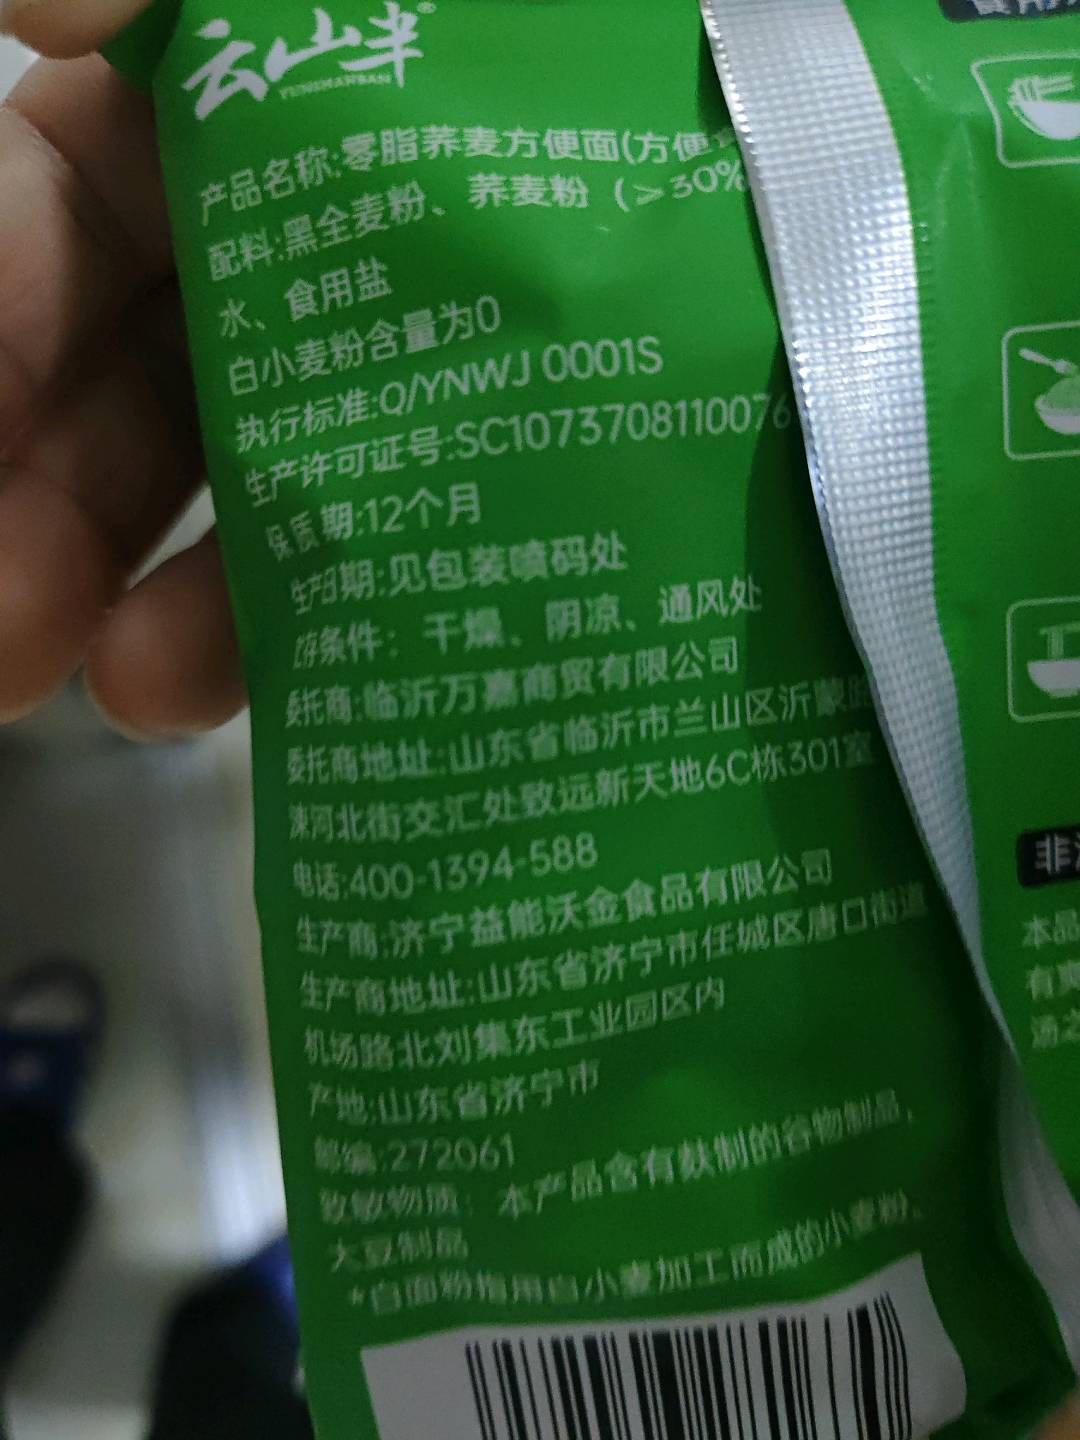 云山半®
YUNSHANBAN
产品名称:零脂荞麦方便面(方便
配料:黑全麦粉、荞麦粉（≥30%
水、食用盐
白小麦粉含量为0
执行标准:Q/YNWJ 0001S
生产许可证号:SC1073708110076
保质期:12个月
生产日期:见包装喷码处
条件：干燥、阴凉、通风处
委托商:临沂万嘉商贸有限公司
委托商地址:山东省临沂市兰山区沂蒙路
涑河北街交汇处致远新天地6C栋301室
电话:400-1394-588
生产商:济宁益能沃金食品有限公司
生产商地址:山东省济宁市任城区唐口街道
机场路北刘集东工业园区内
产地:山东省济宁市
邮编:272061
致敏物质：本产品含有麸制的谷物制品、
大豆制品
*白面粉指用白小麦加工而成的小麦粉。
非
本品
有爽
汤之